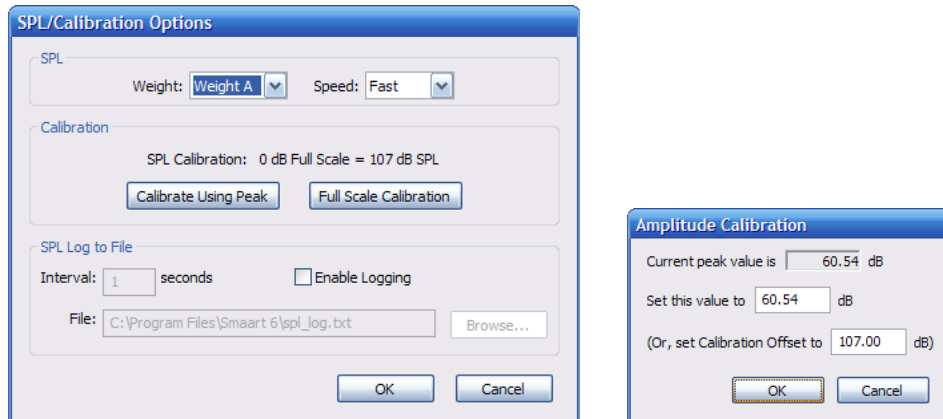 SPL/Calibration Options
SPL
Weight: Weight A Speed: Fast
Calibration
SPL Calibration: 0 dB Full Scale = 107 dB SPL
Calibrate Using Peak Full Scale Calibration
SPL Log to File
Interval: 1 seconds Enable Logging
File: C:\Program Files\Smaart 6\spl_log.txt Browse...
OK Cancel
Amplitude Calibration
Current peak value is 60.54 dB
Set this value to 60.54 dB
(Or, set Calibration Offset to 107.00 dB)
OK Cancel